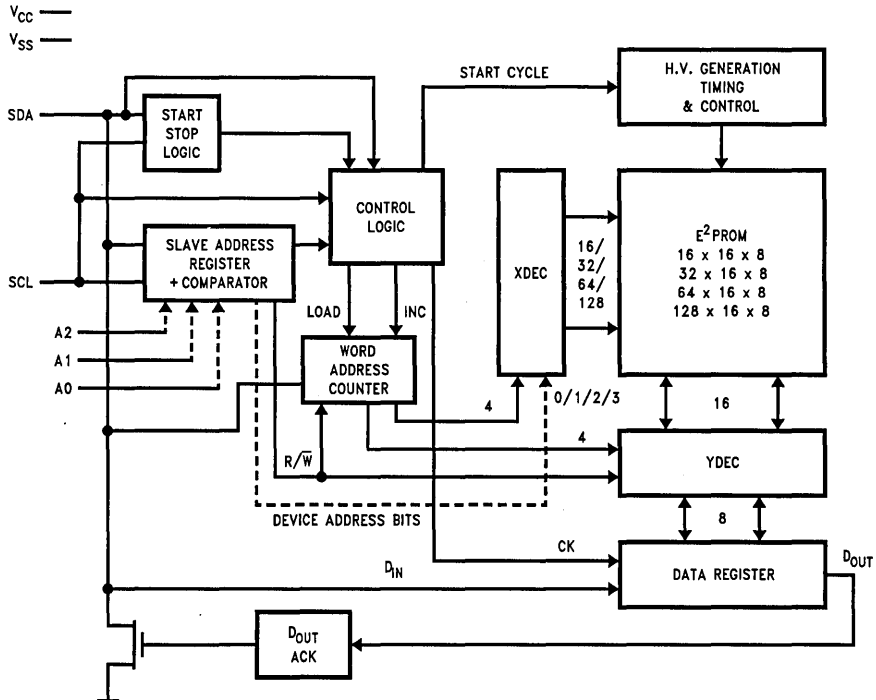 VCC
VSS
SDA
START
STOP
LOGIC
START CYCLE
H.V. GENERATION
TIMING
& CONTROL
CONTROL
LOGIC
SLAVE ADDRESS
REGISTER
+ COMPARATOR
SCL
XDEC
16/
32/
64/
128
E²PROM
16 x 16 x 8
32 x 16 x 8
64 x 16 x 8
128 x 16 x 8
LOAD
INC
A2
A1
A0
WORD
ADDRESS
COUNTER
4
0/1/2/3
16
4
R/W̅
YDEC
DEVICE ADDRESS BITS
8
CK
DIN
DATA REGISTER
DOUT
DOUT
ACK